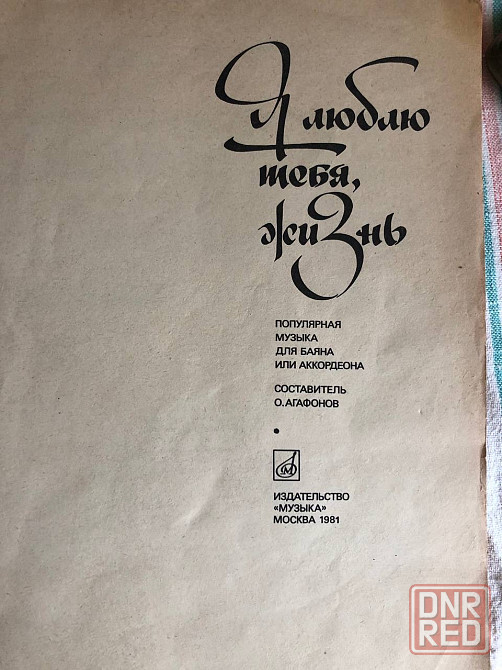 Я люблю
тебя,
жиЗнь
ПОПУЛЯРНАЯ
МУЗЫКА
ДЛЯ БАЯНА
ИЛИ АККОРДЕОНА
СОСТАВИТЕЛЬ
О. АГАФОНОВ
М
ИЗДАТЕЛЬСТВО
«МУЗЫКА»
МОСКВА 1981
DNR
RED